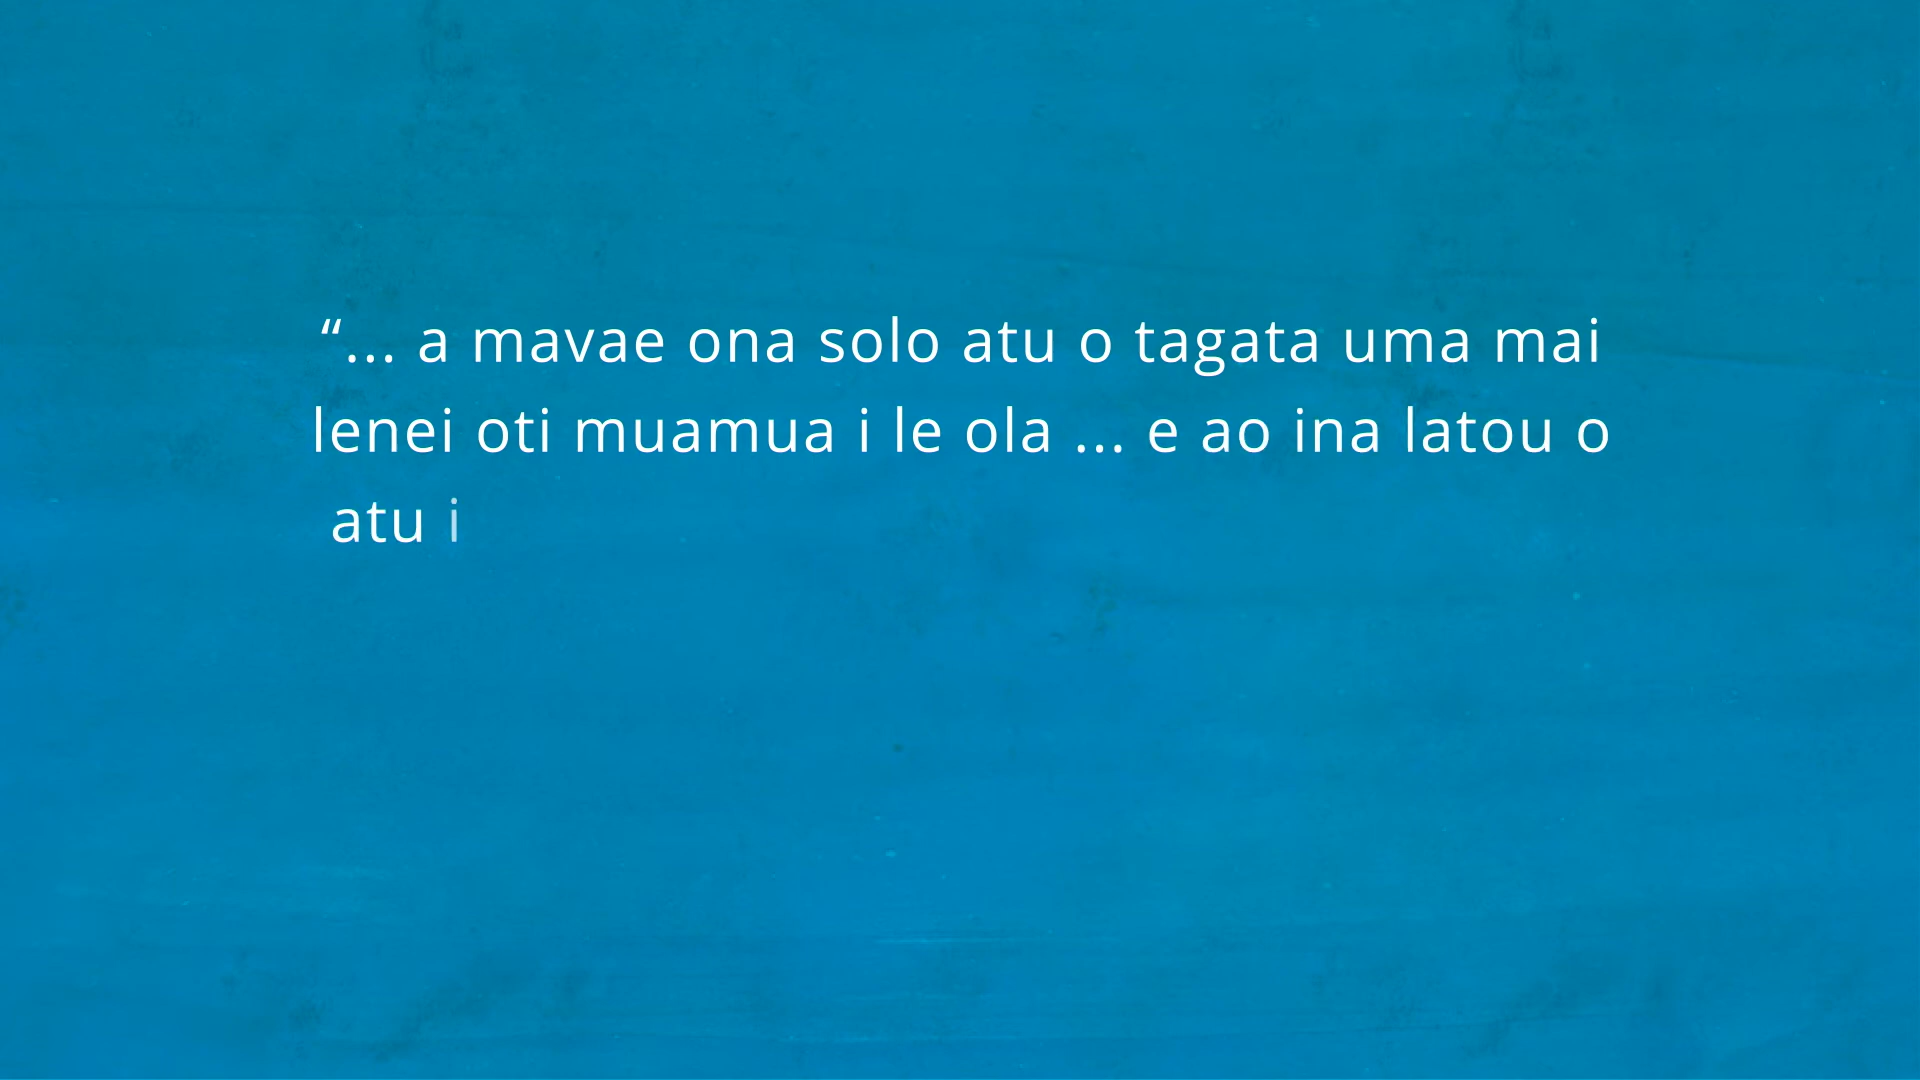 “... a mavae ona solo atu o tagata uma mai
lenei oti muamua i le ola ... e ao ina latou o
atu i